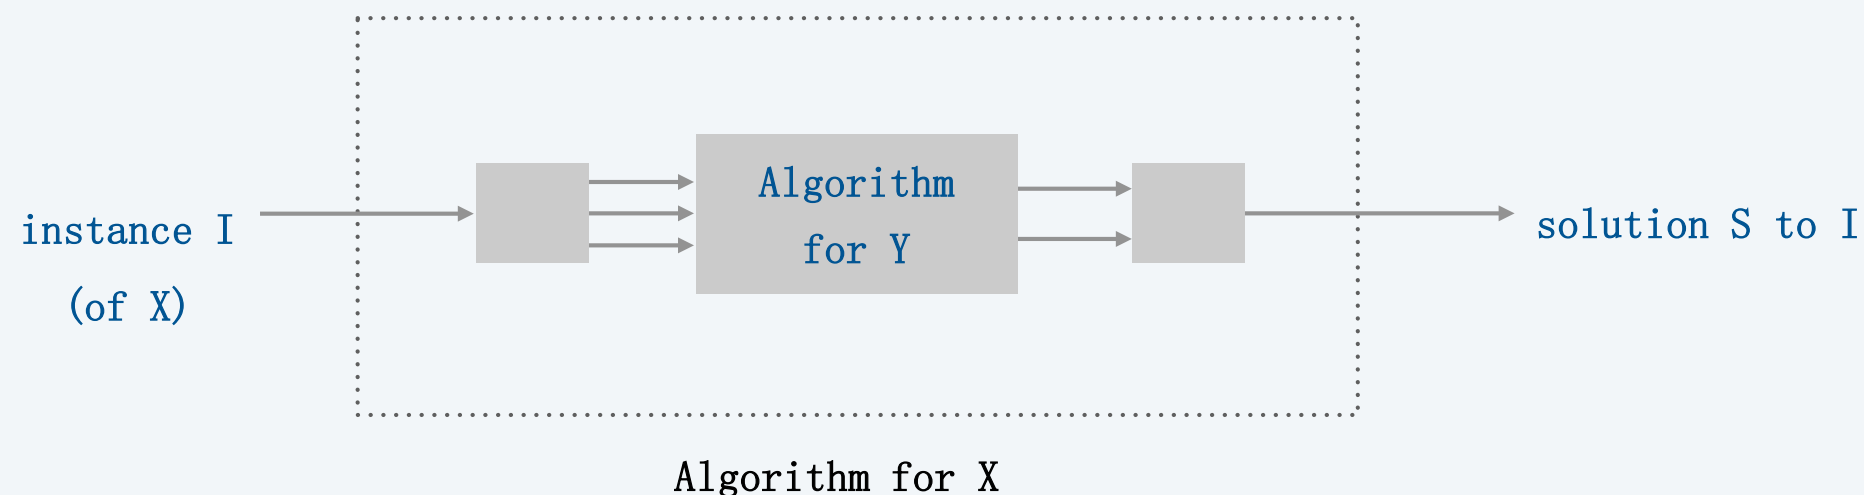 instance I
(of X)
Algorithm
for Y
solution S to I
Algorithm for X